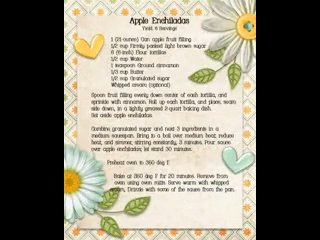 Apple Enchiladas
Yield: 6 Servings
1 (21-ounce) Can apple fruit filling
1/2 cup Firmly packed light brown sugar
6 (8-inch) Flour tortillas
1/2 cup Water
1 teaspoon Ground cinnamon
1/3 cup Butter
1/2 cup Granulated sugar
Whipped cream (optional)
Spoon fruit filling evenly down center of each tortilla, and
sprinkle with cinnamon. Roll up each tortilla, and place, seam
side down, in a lightly greased 2-quart baking dish.
Set aside apple enchiladas.
Combine granulated sugar and next 3 ingredients in a
medium saucepan. Bring to a boil over medium heat; reduce
heat, and simmer, stirring constantly, 3 minutes. Pour sauce
over apple enchiladas; let stand 30 minutes.
Preheat oven to 350 deg F.
Bake at 350 deg F for 20 minutes. Remove from
oven using oven mitts. Serve warm with whipped
cream. Drizzle with some of the sauce from the pan.